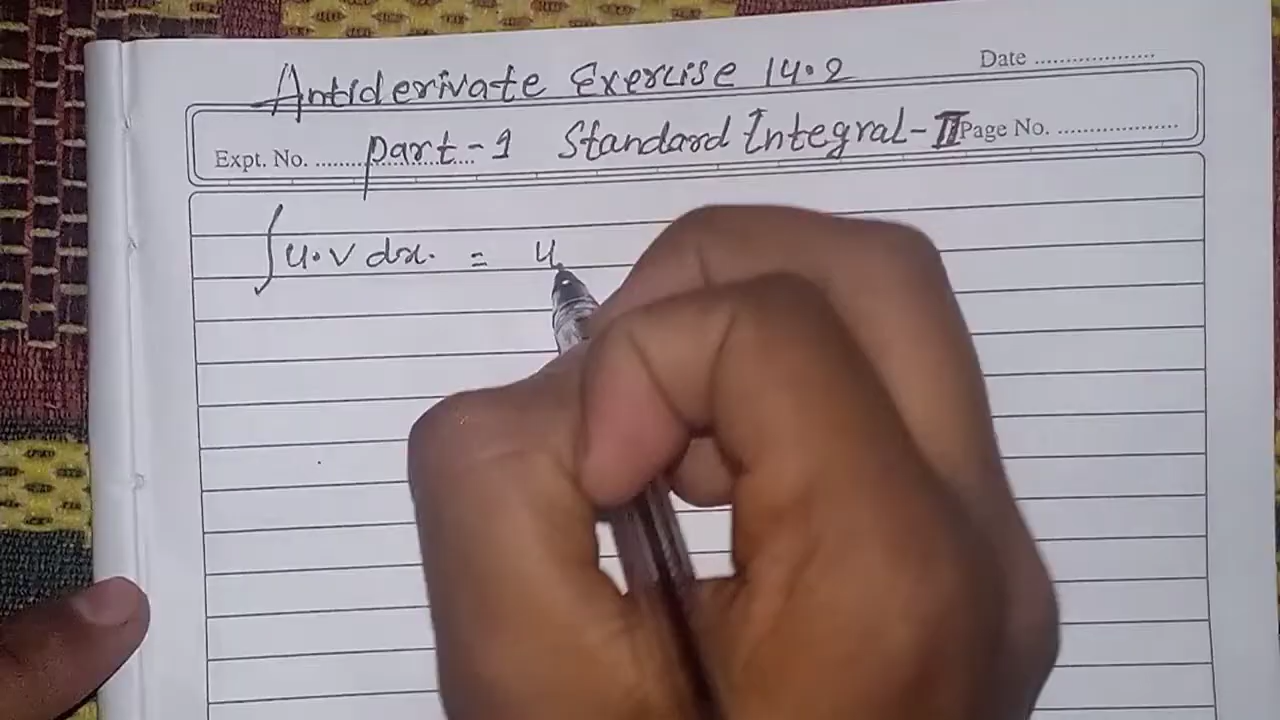 Antiderivate Exercise 14.2
Date ....................
Expt. No. ........ part-1 Standard Integral-II Page No. ....................
∫u.v dx. = u